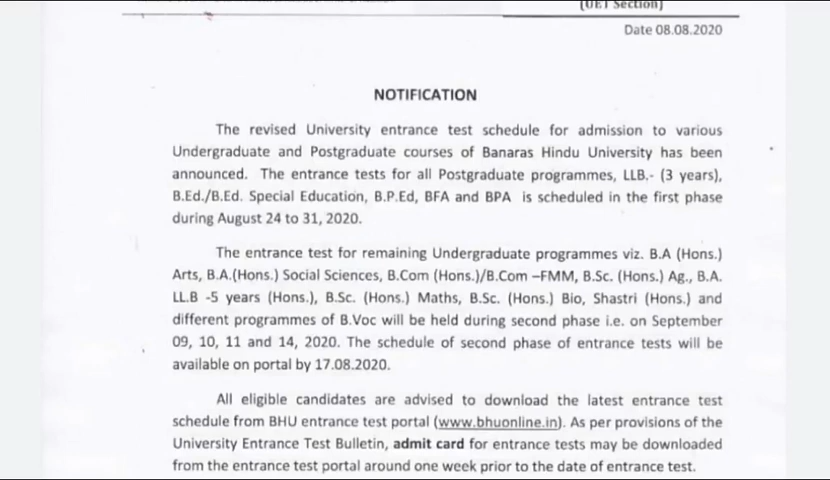 (UET Section)
Date 08.08.2020
NOTIFICATION
The revised University entrance test schedule for admission to various
Undergraduate and Postgraduate courses of Banaras Hindu University has been
announced. The entrance tests for all Postgraduate programmes, LLB.- (3 years),
B.Ed./B.Ed. Special Education, B.P.Ed, BFA and BPA is scheduled in the first phase
during August 24 to 31, 2020.
The entrance test for remaining Undergraduate programmes viz. B.A (Hons.)
Arts, B.A.(Hons.) Social Sciences, B.Com (Hons.)/B.Com –FMM, B.Sc. (Hons.) Ag., B.A.
LL.B -5 years (Hons.), B.Sc. (Hons.) Maths, B.Sc. (Hons.) Bio, Shastri (Hons.) and
different programmes of B.Voc will be held during second phase i.e. on September
09, 10, 11 and 14, 2020. The schedule of second phase of entrance tests will be
available on portal by 17.08.2020.
All eligible candidates are advised to download the latest entrance test
schedule from BHU entrance test portal (www.bhuonline.in). As per provisions of the
University Entrance Test Bulletin, admit card for entrance tests may be downloaded
from the entrance test portal around one week prior to the date of entrance test.